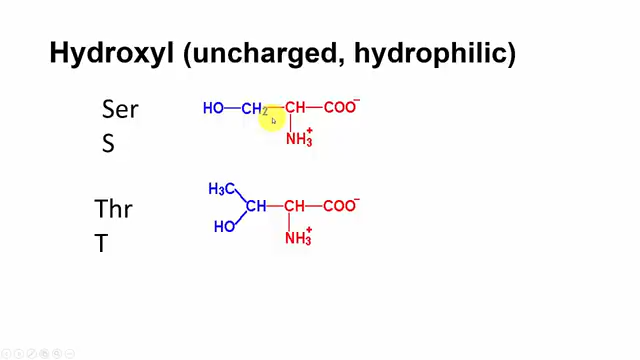 Hydroxyl (uncharged, hydrophilic)
Ser
S
HO—CH2—CH—COO−
NH3+
Thr
T
H3C
CH—CH—COO−
HO
NH3+